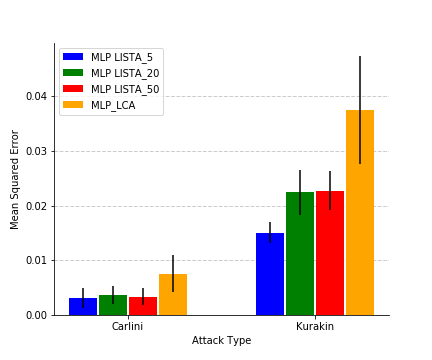 MLP LISTA_5
MLP LISTA_20
MLP LISTA_50
MLP_LCA
0.04
0.03
0.02
0.01
0.00
Mean Squared Error
Carlini
Kurakin
Attack Type